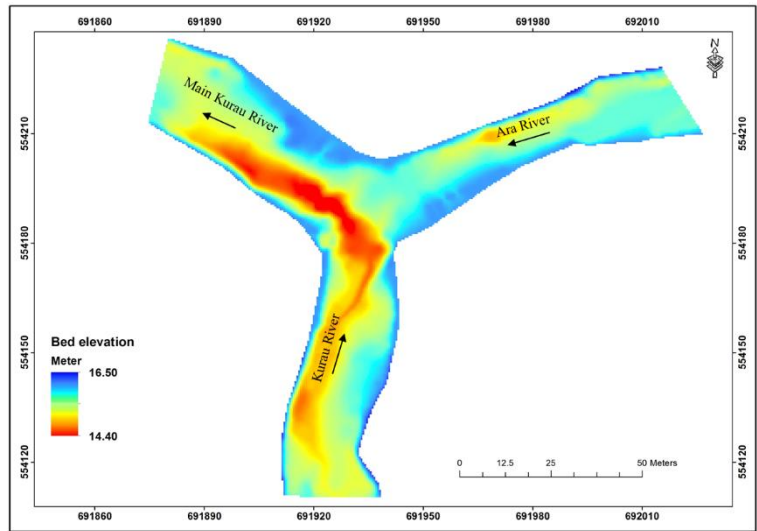 691860 691890 691920 691950 691980 692010
N
554210
554180
554150
554120
554210
554180
554150
554120
Main Kurau River
Ara River
Kurau River
Bed elevation
Meter
16.50
14.40
0 12.5 25 50 Meters
691860 691890 691920 691950 691980 692010